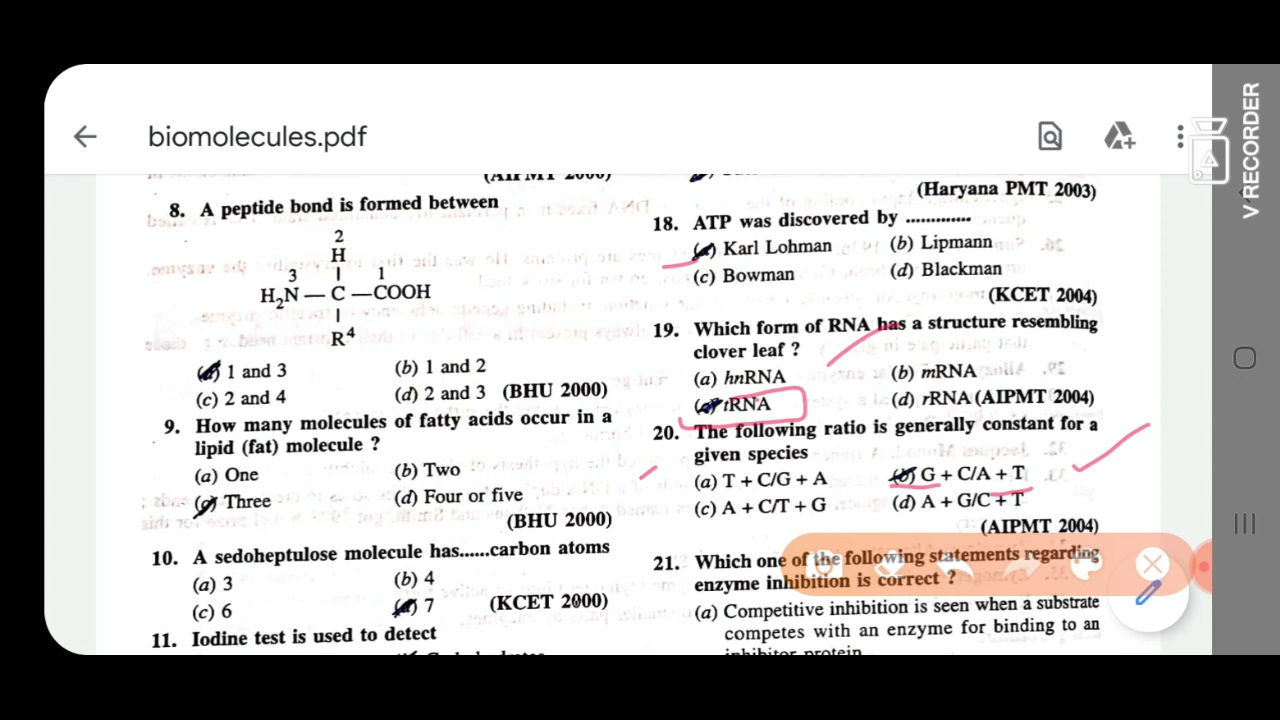 biomolecules.pdf
V RECORDER
(AIPMT 2000)
8. A peptide bond is formed between
2
H
3 1
H2N — C —COOH
R4
(a) 1 and 3 (b) 1 and 2
(c) 2 and 4 (d) 2 and 3 (BHU 2000)
9. How many molecules of fatty acids occur in a
lipid (fat) molecule ?
(a) One (b) Two
(c) Three (d) Four or five
(BHU 2000)
10. A sedoheptulose molecule has......carbon atoms
(a) 3 (b) 4
(c) 6 (d) 7 (KCET 2000)
11. Iodine test is used to detect
(Haryana PMT 2003)
18. ATP was discovered by .............
(a) Karl Lohman (b) Lipmann
(c) Bowman (d) Blackman
(KCET 2004)
19. Which form of RNA has a structure resembling
clover leaf ?
(a) hnRNA (b) mRNA
(c) tRNA (d) rRNA (AIPMT 2004)
20. The following ratio is generally constant for a
given species
(a) T + C/G + A (b) G + C/A + T
(c) A + C/T + G (d) A + G/C + T
(AIPMT 2004)
21. Which one of the following statements regarding
enzyme inhibition is correct ?
(a) Competitive inhibition is seen when a substrate
competes with an enzyme for binding to an
inhibitor protein